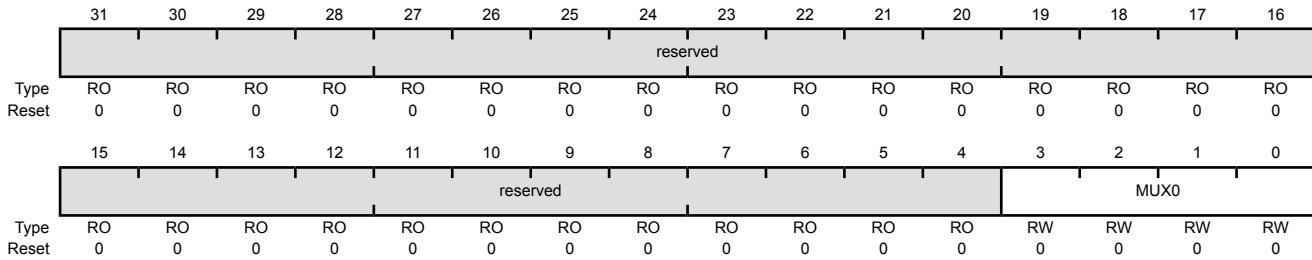 31 30 29 28 27 26 25 24 23 22 21 20 19 18 17 16
reserved
Type RO RO RO RO RO RO RO RO RO RO RO RO RO RO RO RO
Reset 0 0 0 0 0 0 0 0 0 0 0 0 0 0 0 0
15 14 13 12 11 10 9 8 7 6 5 4 3 2 1 0
reserved MUX0
Type RO RO RO RO RO RO RO RO RO RO RO RO RW RW RW RW
Reset 0 0 0 0 0 0 0 0 0 0 0 0 0 0 0 0